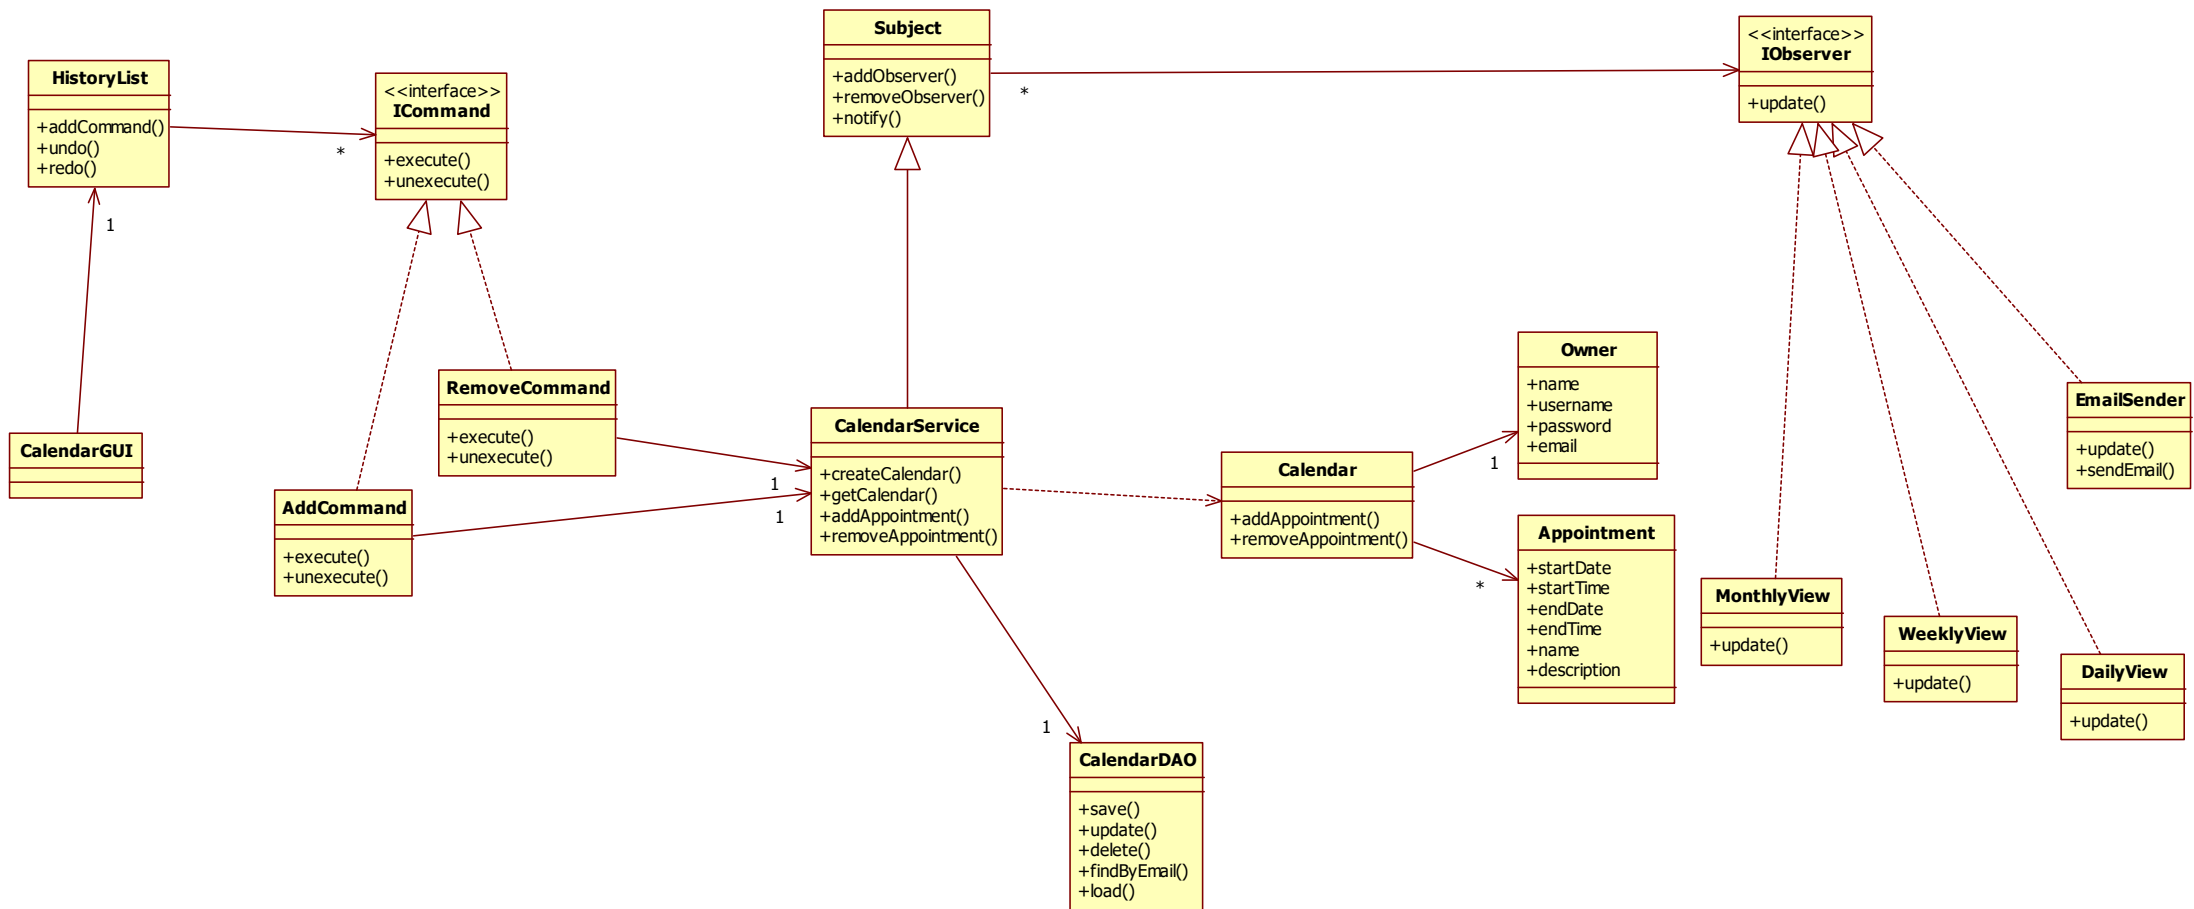 Subject
+addObserver()
+removeObserver()
+notify()
*
<<interface>>
IObserver
+update()
HistoryList
+addCommand()
+undo()
+redo()
*
1
<<interface>>
ICommand
+execute()
+unexecute()
CalendarGUI
RemoveCommand
+execute()
+unexecute()
1
AddCommand
+execute()
+unexecute()
1
CalendarService
+createCalendar()
+getCalendar()
+addAppointment()
+removeAppointment()
1
Calendar
+addAppointment()
+removeAppointment()
1
*
Owner
+name
+username
+password
+email
Appointment
+startDate
+startTime
+endDate
+endTime
+name
+description
EmailSender
+update()
+sendEmail()
MonthlyView
+update()
WeeklyView
+update()
DailyView
+update()
CalendarDAO
+save()
+update()
+delete()
+findByEmail()
+load()